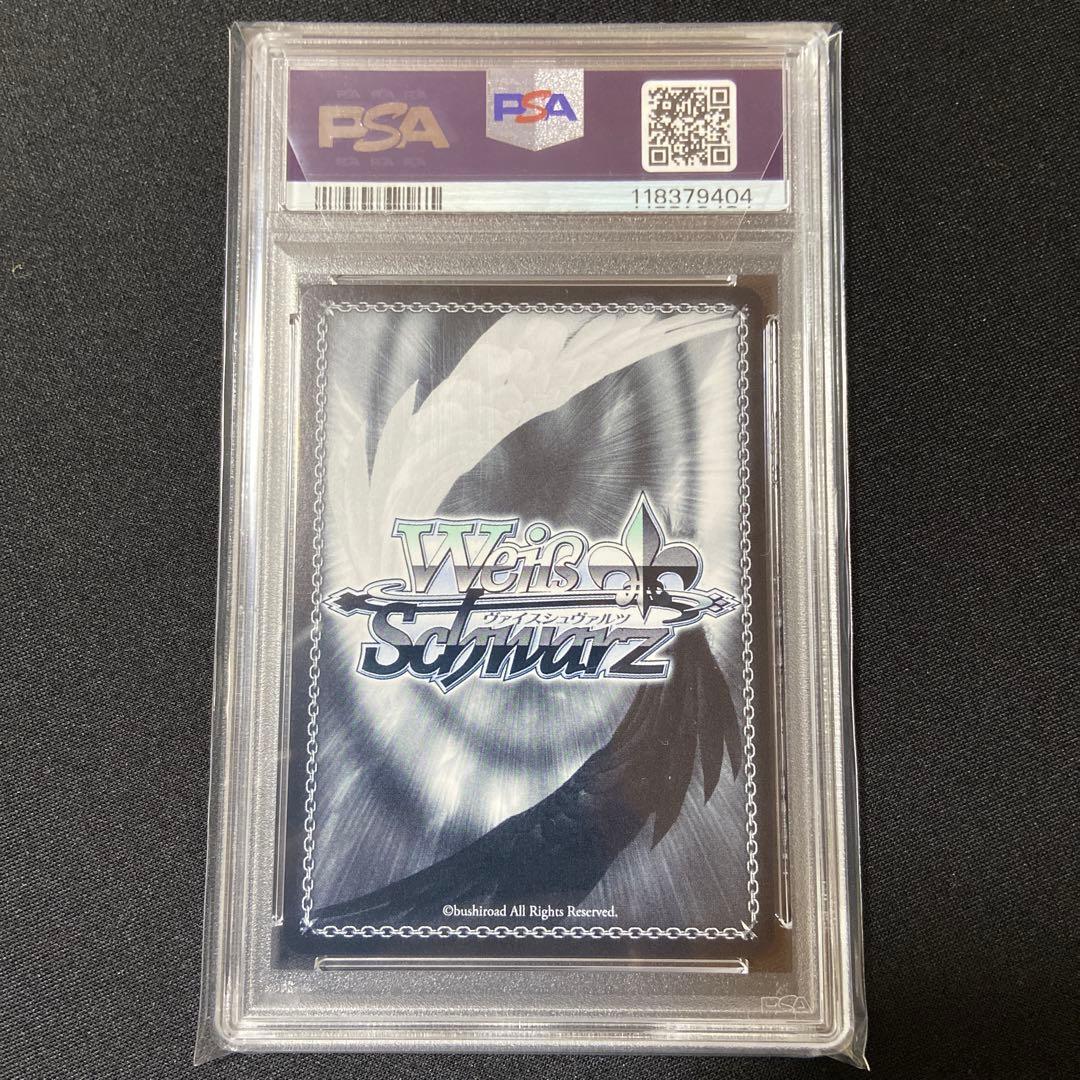 PSA
PSA
118379404
Weiß
ヴァイスシュヴァルツ
Schwarz
©bushiroad All Rights Reserved.
PSA